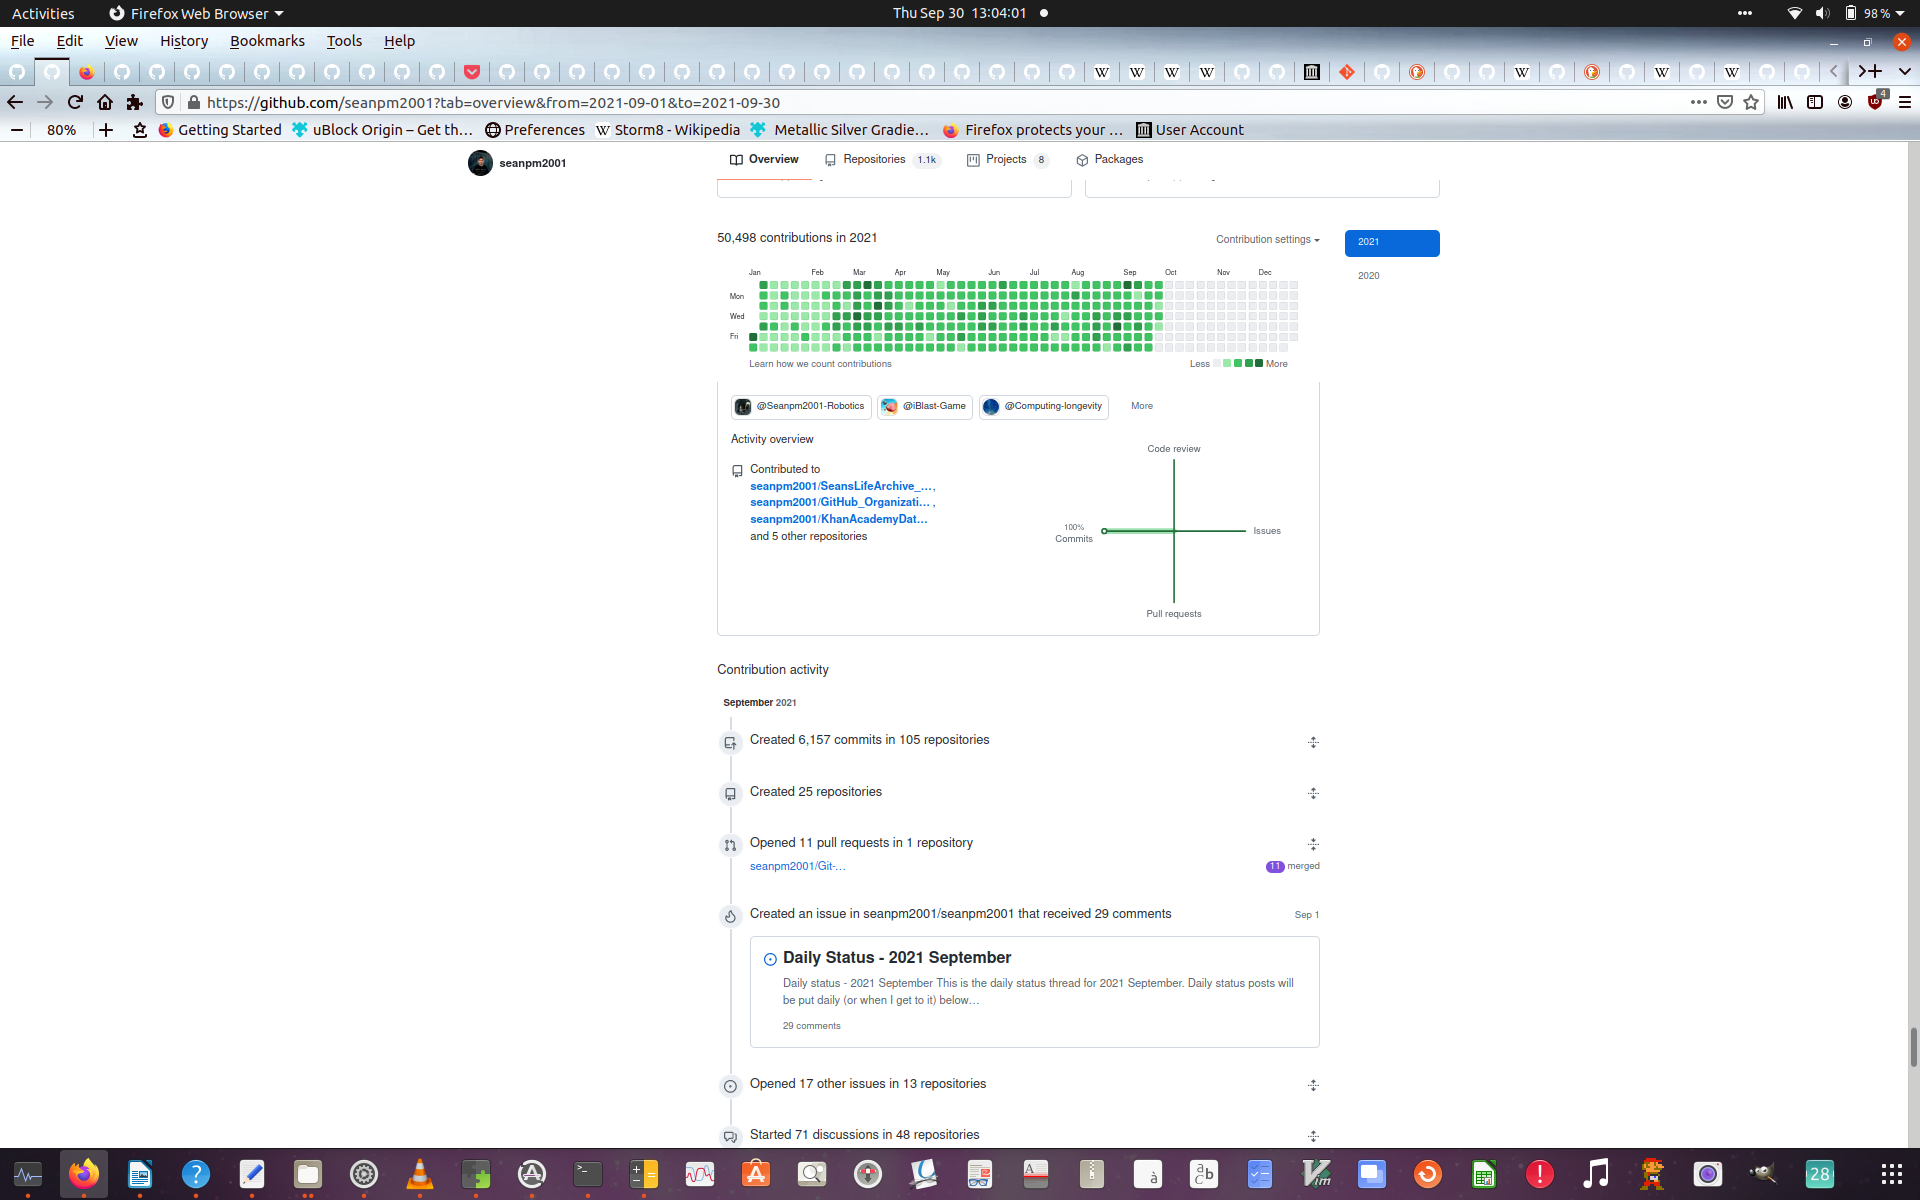 Activities
Firefox Web Browser
Thu Sep 30 13:04:01
98 %
File Edit View History Bookmarks Tools Help
https://github.com/seanpm2001?tab=overview&from=2021-09-01&to=2021-09-30
4
80%
Getting Started
uBlock Origin – Get th…
Preferences
Storm8 - Wikipedia
Metallic Silver Gradie…
Firefox protects your …
User Account
seanpm2001
Overview
Repositories 1.1k
Projects 8
Packages
50,498 contributions in 2021
Contribution settings
2021
2020
Jan Feb Mar Apr May Jun Jul Aug Sep Oct Nov Dec
Mon
Wed
Fri
Learn how we count contributions
Less More
@Seanpm2001-Robotics
@iBlast-Game
@Computing-longevity
More
Activity overview
Contributed to
seanpm2001/SeansLifeArchive_…,
seanpm2001/GitHub_Organizati… ,
seanpm2001/KhanAcademyDat…
and 5 other repositories
Code review
100%
Commits
Issues
Pull requests
Contribution activity
September 2021
Created 6,157 commits in 105 repositories
Created 25 repositories
Opened 11 pull requests in 1 repository
seanpm2001/Git-…
11 merged
Created an issue in seanpm2001/seanpm2001 that received 29 comments
Sep 1
Daily Status - 2021 September
Daily status - 2021 September This is the daily status thread for 2021 September. Daily status posts will
be put daily (or when I get to it) below…
29 comments
Opened 17 other issues in 13 repositories
Started 71 discussions in 48 repositories
28